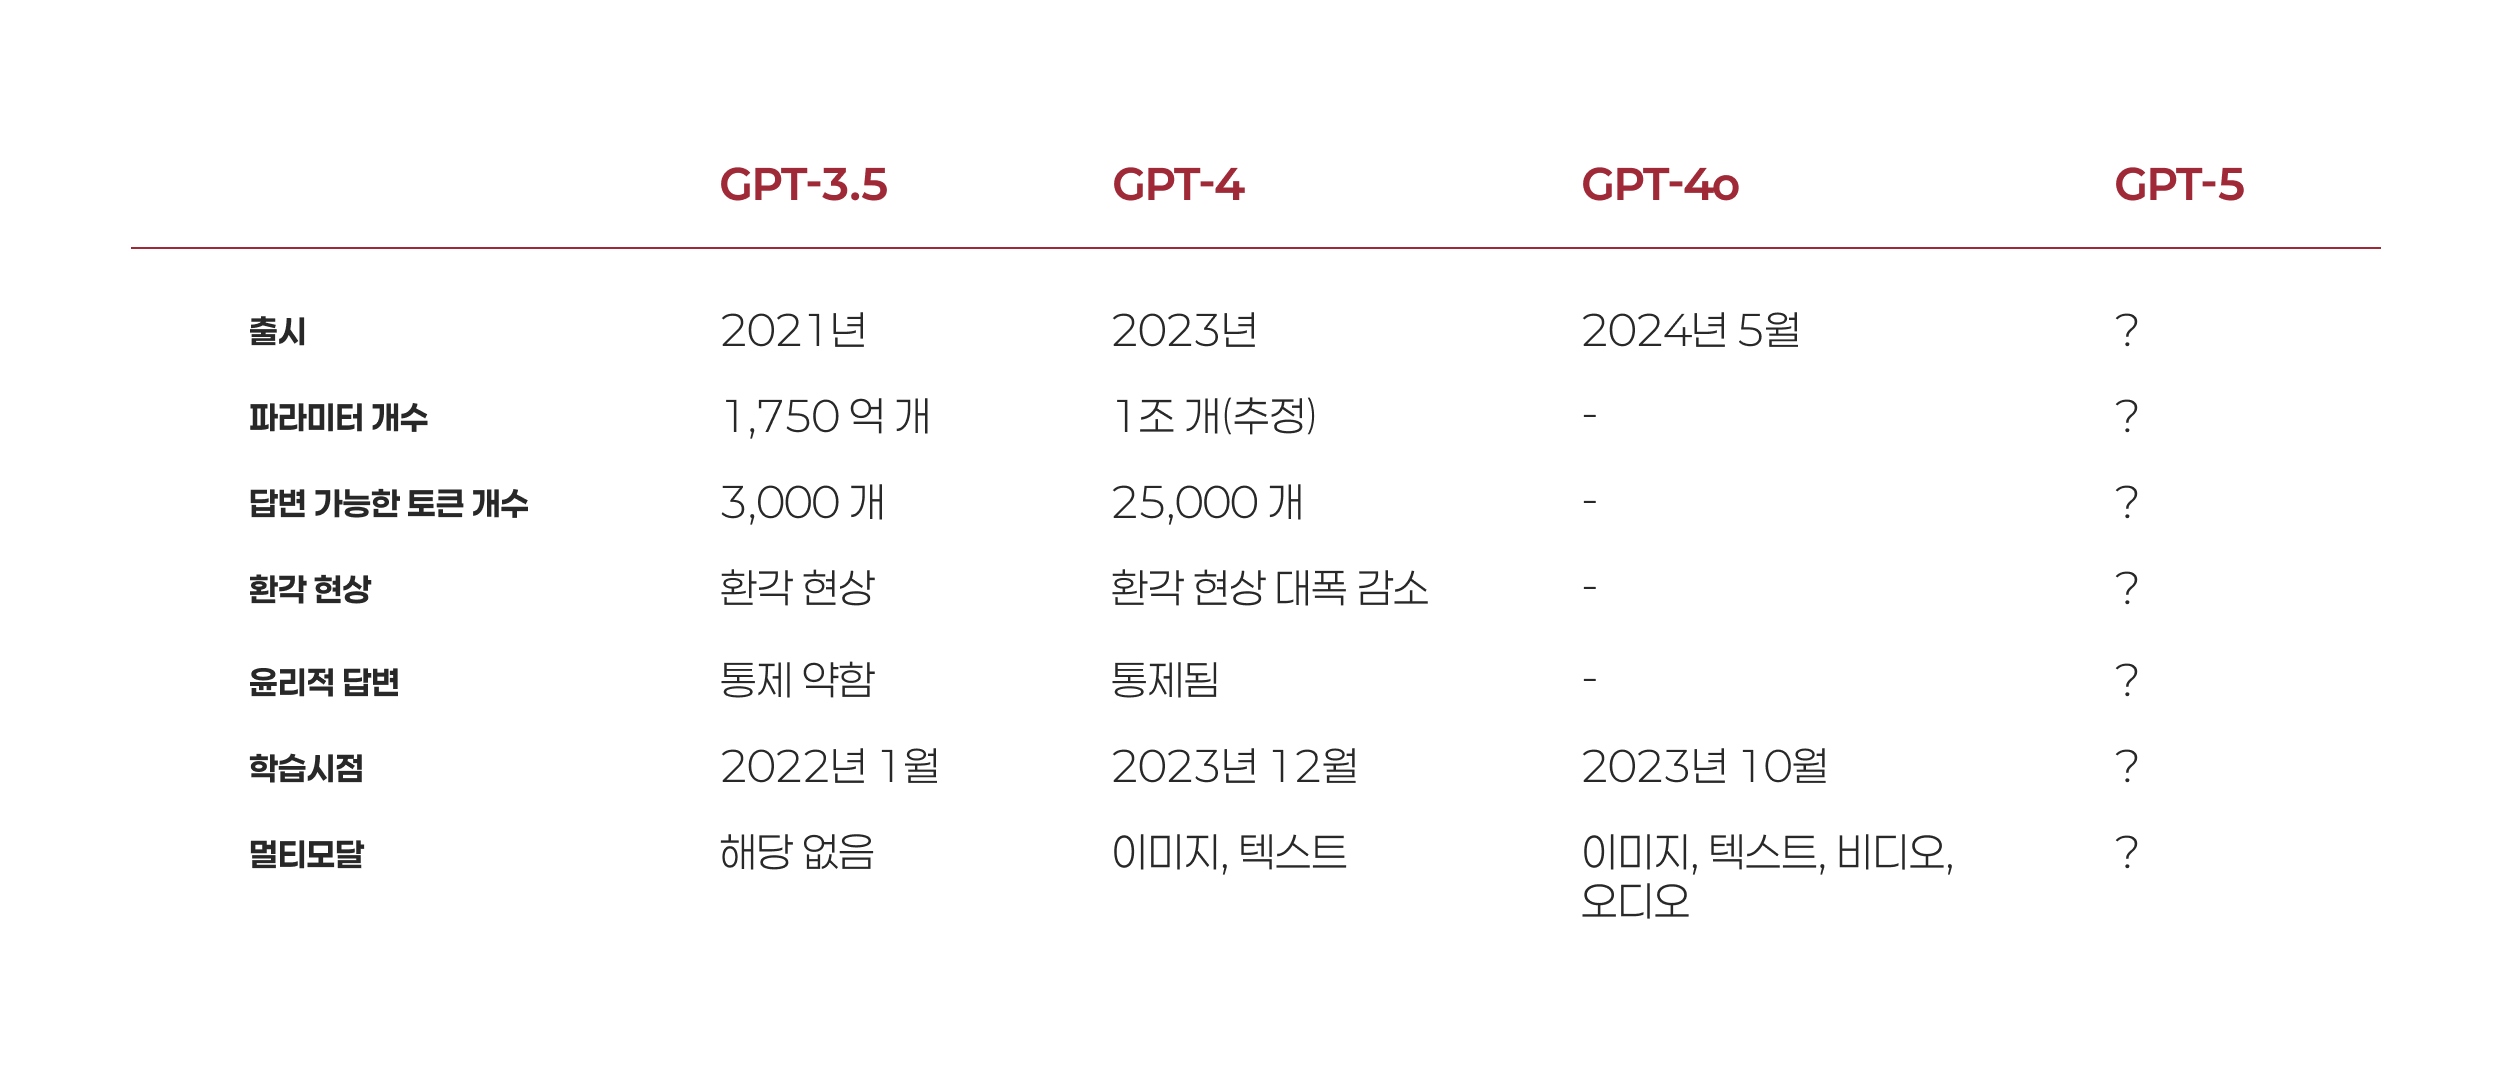 GPT-3.5 GPT-4 GPT-4o GPT-5
출시 2021년 2023년 2024년 5월 ?
파라미터 개수 1,750 억 개 1조 개(추정) - ?
답변 가능한 토큰 개수 3,000 개 25,000 개 - ?
환각 현상 환각 현상 환각 현상 대폭 감소 - ?
윤리적 답변 통제 약함 통제됨 - ?
학습시점 2022년 1월 2023년 12월 2023년 10월 ?
멀티모달 해당 없음 이미지, 텍스트 이미지, 텍스트, 비디오, ?
오디오